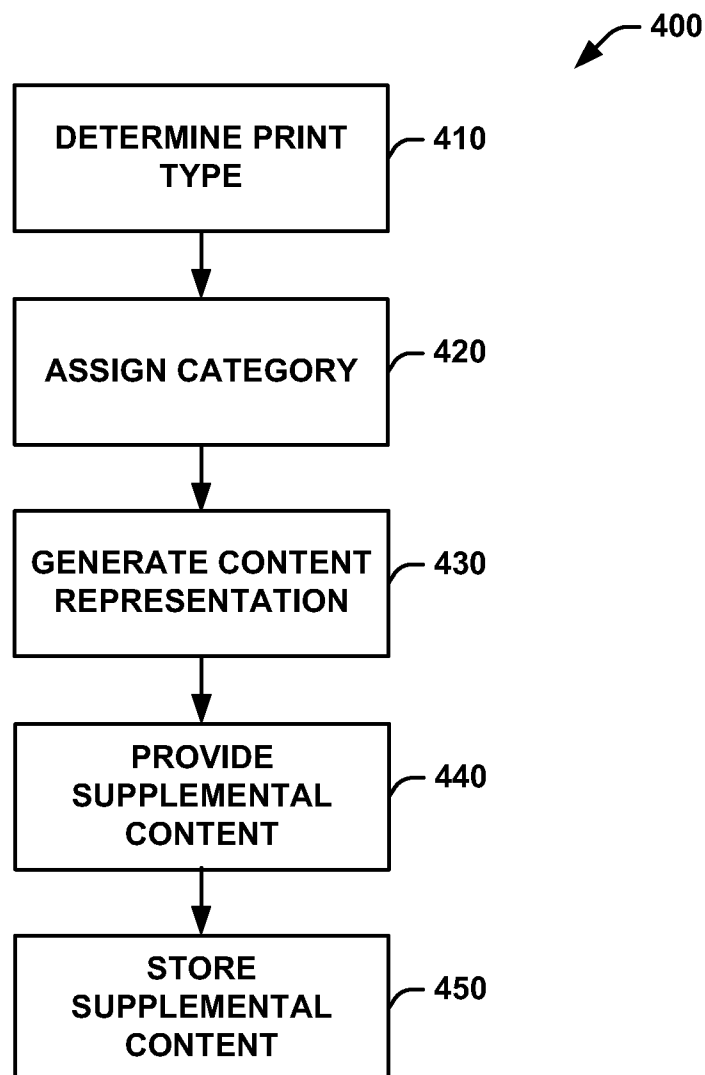 400
DETERMINE PRINT
TYPE
410
ASSIGN CATEGORY
420
GENERATE CONTENT
REPRESENTATION
430
PROVIDE
SUPPLEMENTAL
CONTENT
440
STORE
SUPPLEMENTAL
CONTENT
450